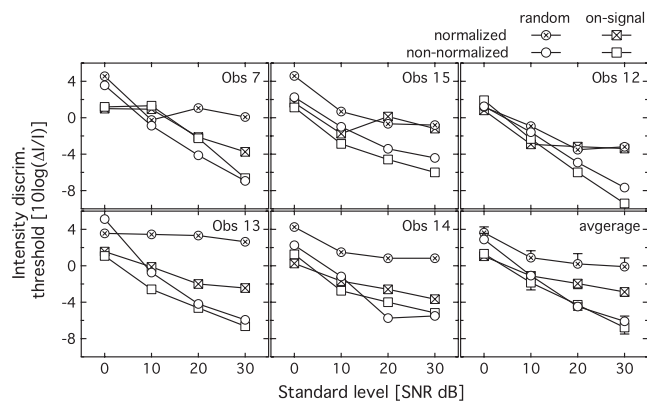 random on-signal
normalized
non-normalized
Obs 7
Obs 15
Obs 12
4
0
-4
-8
Obs 13
Obs 14
avgerage
4
0
-4
-8
Intensity discrim.
threshold [10log(ΔI/I)]
0 10 20 30
0 10 20 30
0 10 20 30
Standard level [SNR dB]